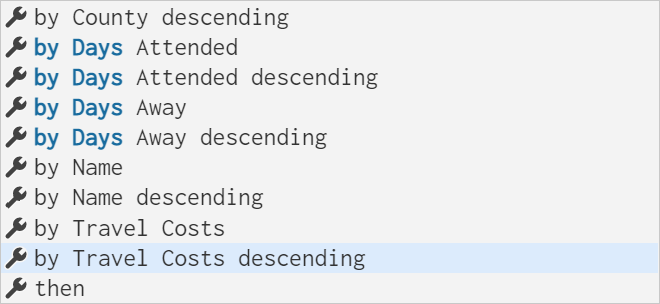 by County descending
by Days Attended
by Days Attended descending
by Days Away
by Days Away descending
by Name
by Name descending
by Travel Costs
by Travel Costs descending
then